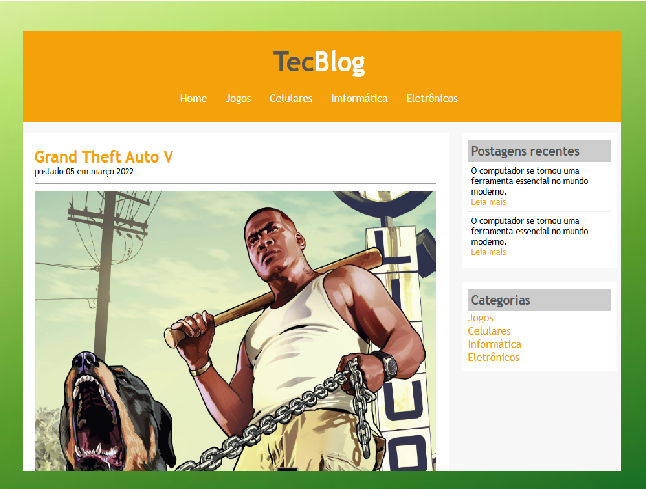 TecBlog
Home Jogos Celulares Imformática Eletrônicos
Grand Theft Auto V
postado 05 em março 2022
Postagens recentes
O computador se tornou uma
ferramenta essencial no mundo
moderno.
Leia mais
O computador se tornou uma
ferramenta essencial no mundo
moderno.
Leia mais
Categorias
Jogos
Celulares
Informática
Eletrônicos